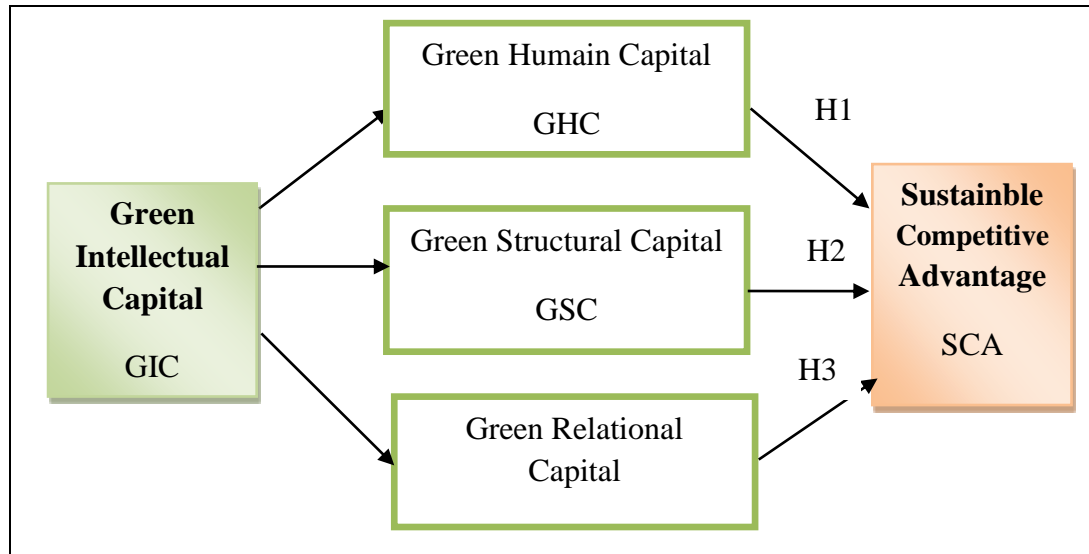 Green
Intellectual
Capital
GIC
Green Humain Capital
GHC
Green Structural Capital
GSC
Green Relational
Capital
H1
H2
H3
Sustainble
Competitive
Advantage
SCA